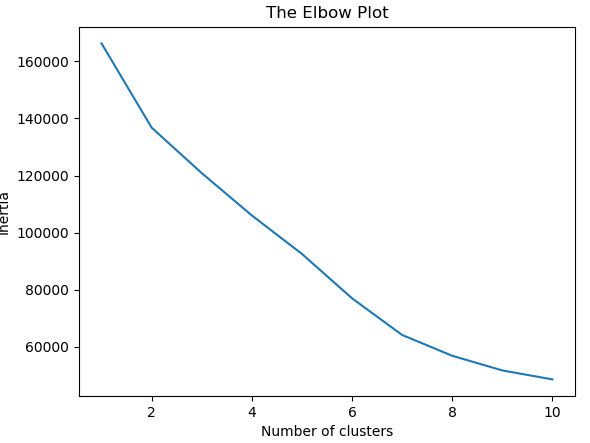 The Elbow Plot
160000
140000
120000
100000
80000
60000
Inertia
2 4 6 8 10
Number of clusters